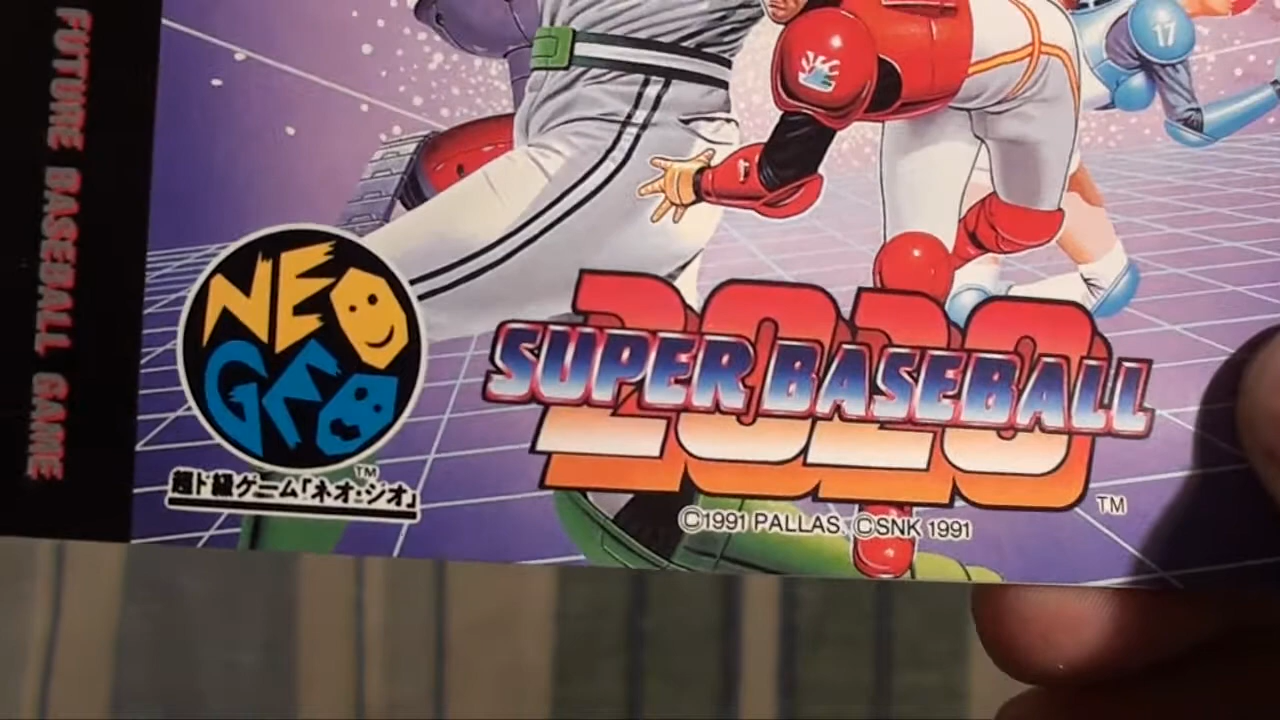 FUTURE BASEBALL GAME
17
NEO
GEO
TM
超ド級ゲーム「ネオ・ジオ」
2020
SUPER BASEBALL
TM
©1991 PALLAS. ©SNK 1991